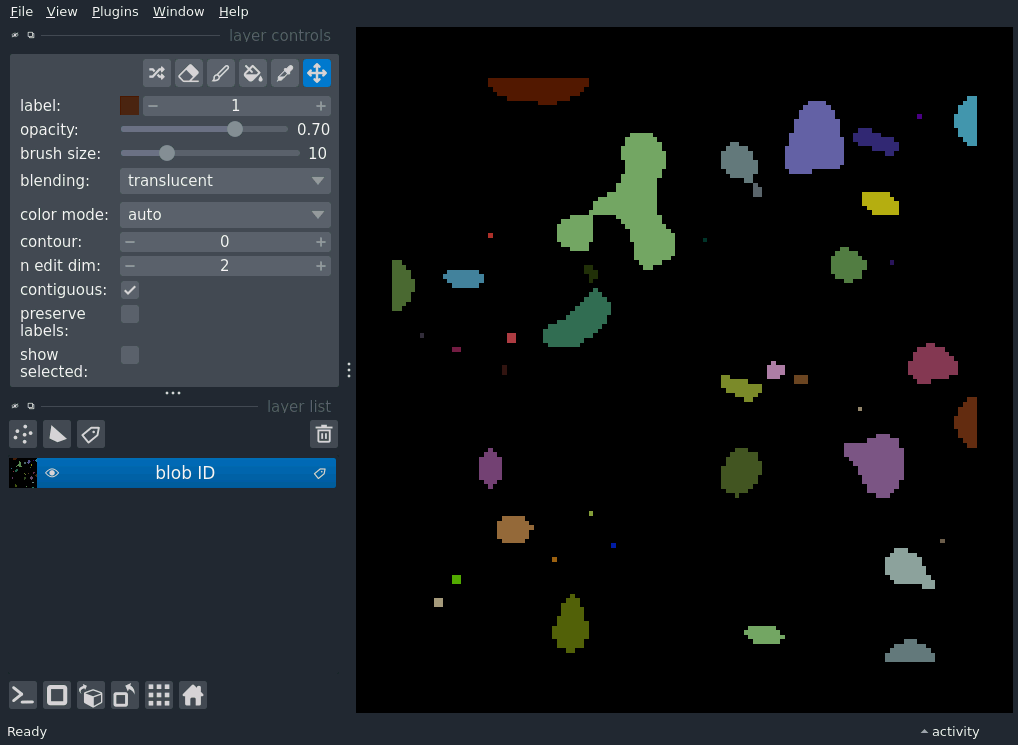 File View Plugins Window Help
layer controls
label: 1
opacity: 0.70
brush size: 10
blending: translucent
color mode: auto
contour: 0
n edit dim: 2
contiguous:
preserve
labels:
show
selected:
layer list
blob ID
Ready
activity